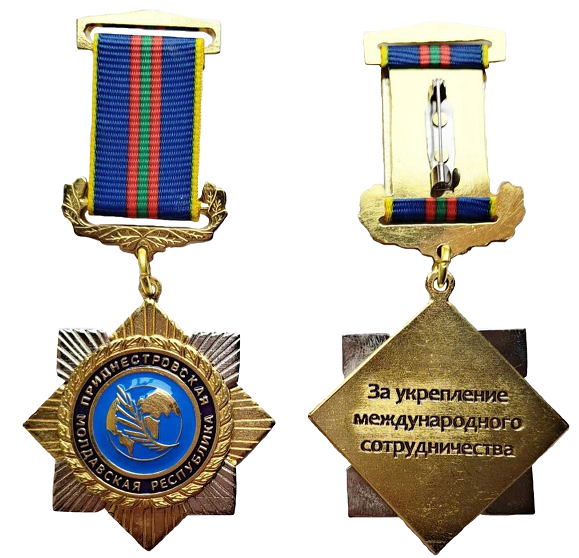 ПРИДНЕСТРОВСКАЯ
МОЛДАВСКАЯ РЕСПУБЛИКА
За укрепление
международного
сотрудничества